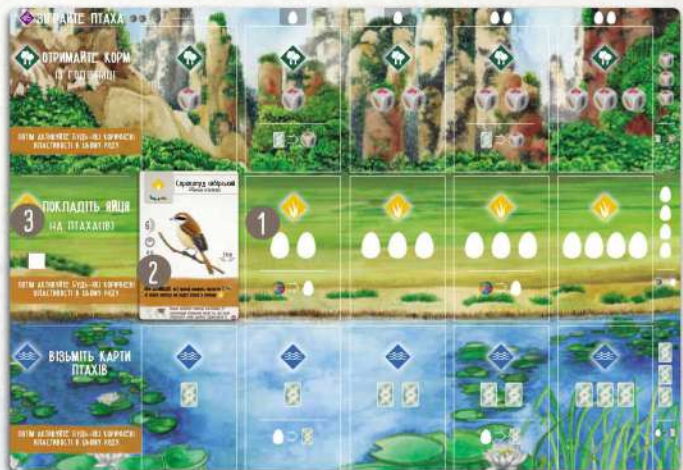 ЗІГРАЙТЕ ПТАХА
ОТРИМАЙТЕ КОРМ
ІЗ ГОДІВНИЦІ
ПОТІМ АКТИВУЙТЕ БУДЬ-ЯКІ КОРИЧНЕВІ
ВЛАСТИВОСТІ В ЦЬОМУ РЯДУ
3
ПОКЛАДІТЬ ЯЙЦЯ
НА ПТАХА(ІВ)
Сорокопуд сибірський
2
1
ПОТІМ АКТИВУЙТЕ БУДЬ-ЯКІ КОРИЧНЕВІ
ВЛАСТИВОСТІ В ЦЬОМУ РЯДУ
ВІЗЬМІТЬ КАРТИ
ПТАХІВ
ПОТІМ АКТИВУЙТЕ БУДЬ-ЯКІ КОРИЧНЕВІ
ВЛАСТИВОСТІ В ЦЬОМУ РЯДУ